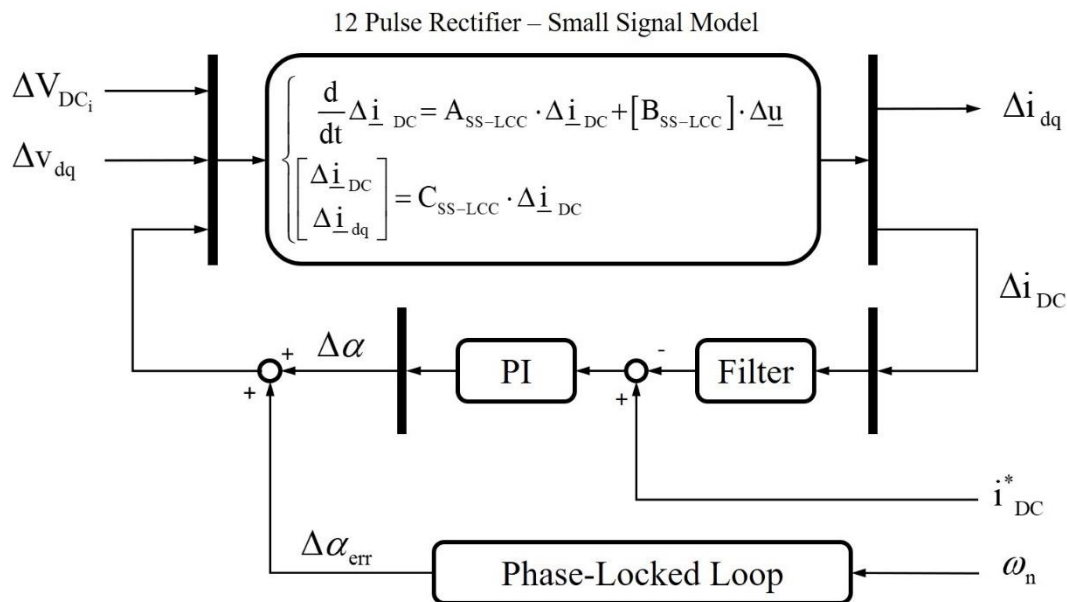 12 Pulse Rectifier – Small Signal Model
ΔV_DC_i
Δv_dq
d/dt Δi_DC = A_SS-LCC · Δi_DC + [B_SS-LCC] · Δu
[Δi_DC
Δi_dq] = C_SS-LCC · Δi_DC
Δi_dq
Δi_DC
+
+
Δα
PI
-
+
Filter
i*_DC
Δα_err
Phase-Locked Loop
ω_n